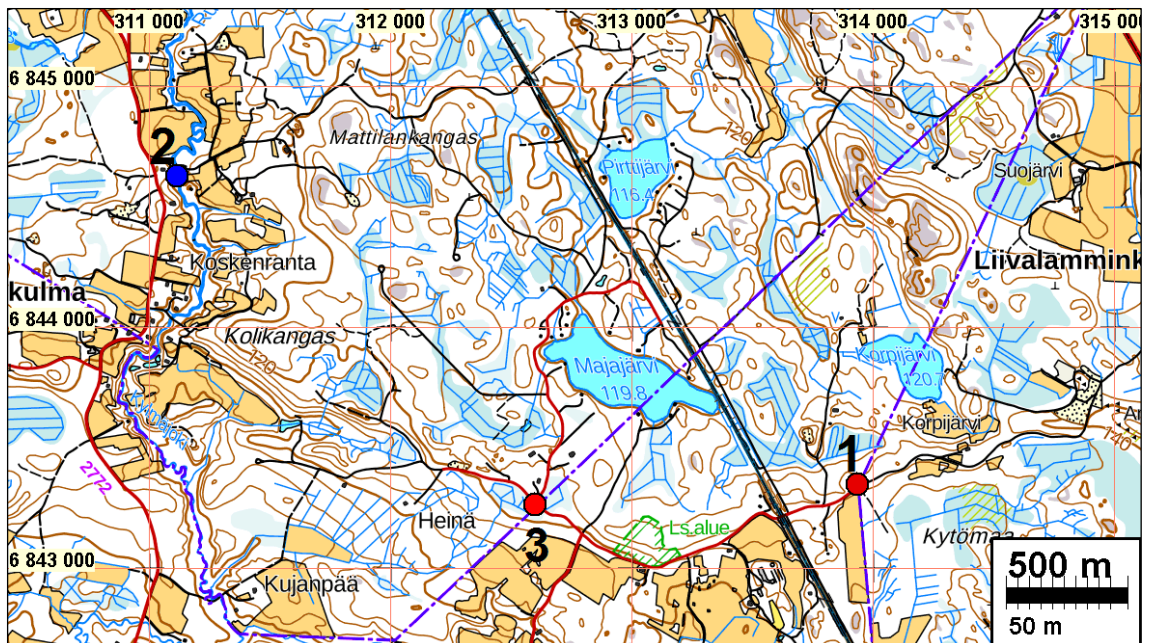 311 000
312 000
313 000
314 000
315 00
6 845 000
120
Mattilankangas
2
Pirttijärvi
116.4
Suojärvi
Koskenranta
Liivalammink
kulma
6 844 000
Kolikangas
120
Majajärvi
119.8
Korpijärvi
120.7
Korpijärvi
140
1
2772
Heinä
3
Ls.alue
Kytömaa
6 843 000
Kujanpää
500 m
50 m